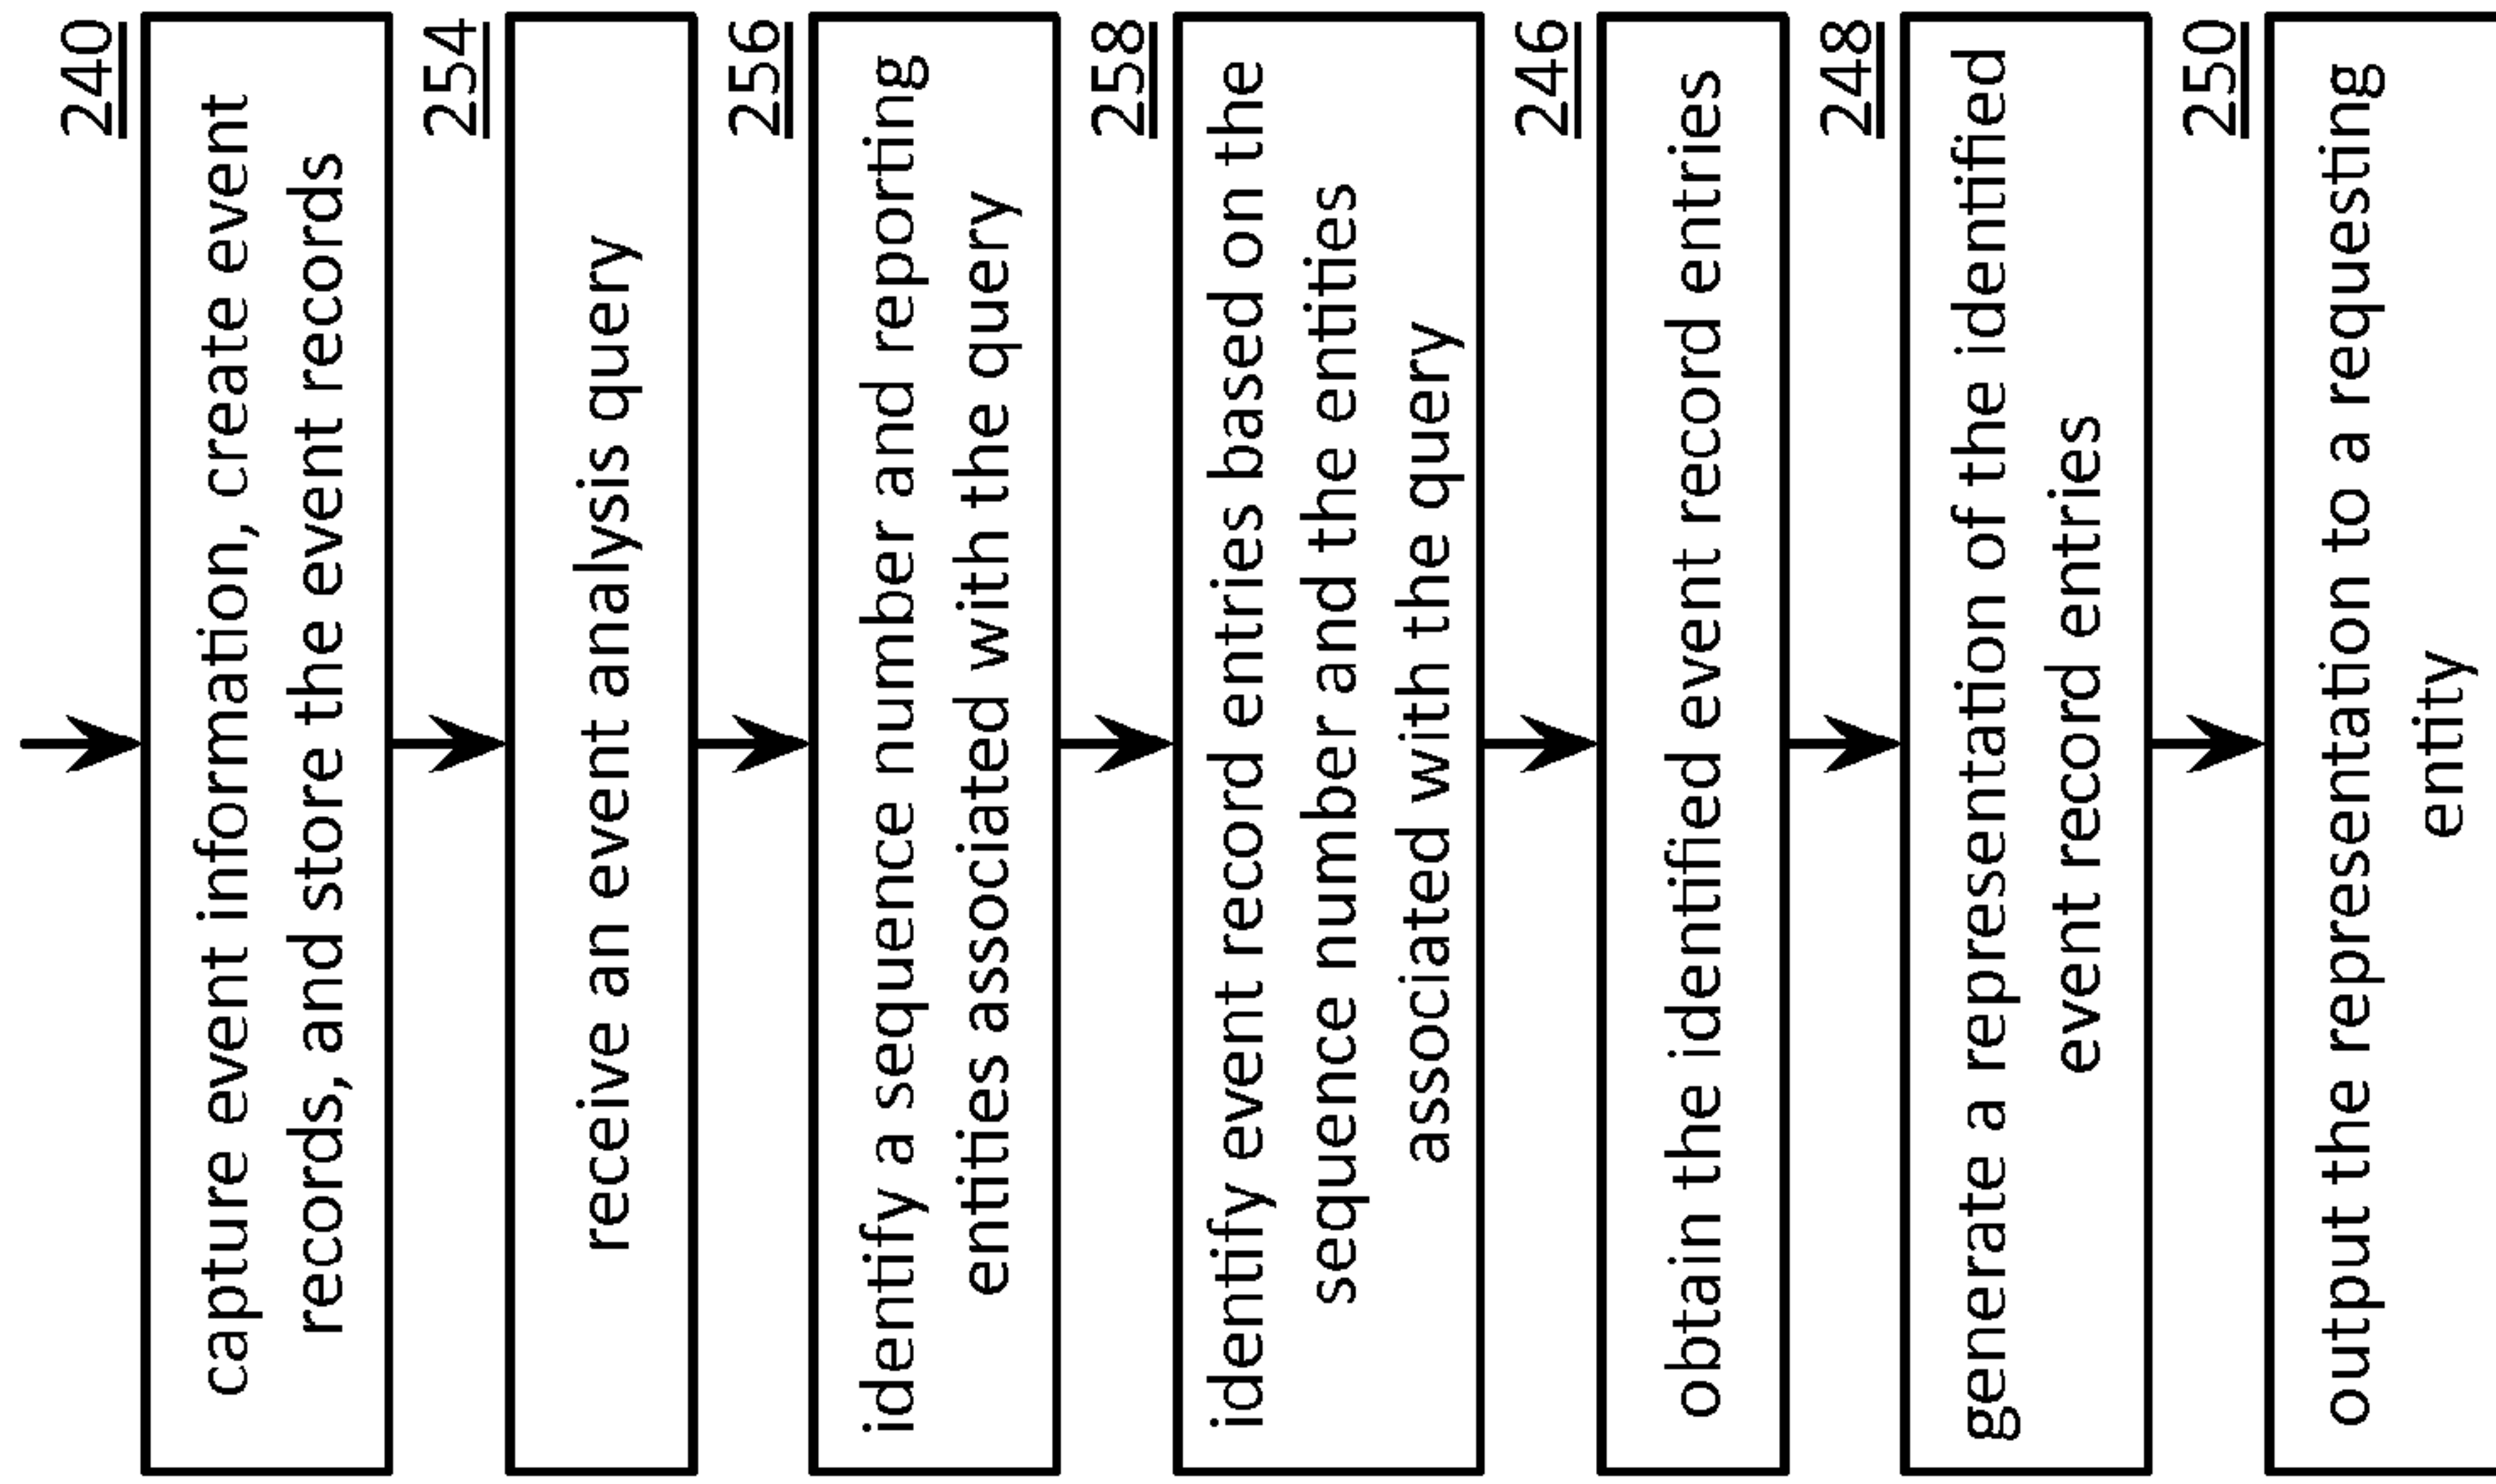 240
capture event information, create event
records, and store the event records
254
receive an event analysis query
256
identify a sequence number and reporting
entities associated with the query
258
identify event record entries based on the
sequence number and the entities
associated with the query
246
obtain the identified event record entries
248
generate a representation of the identified
event record entries
250
output the representation to a requesting
entity